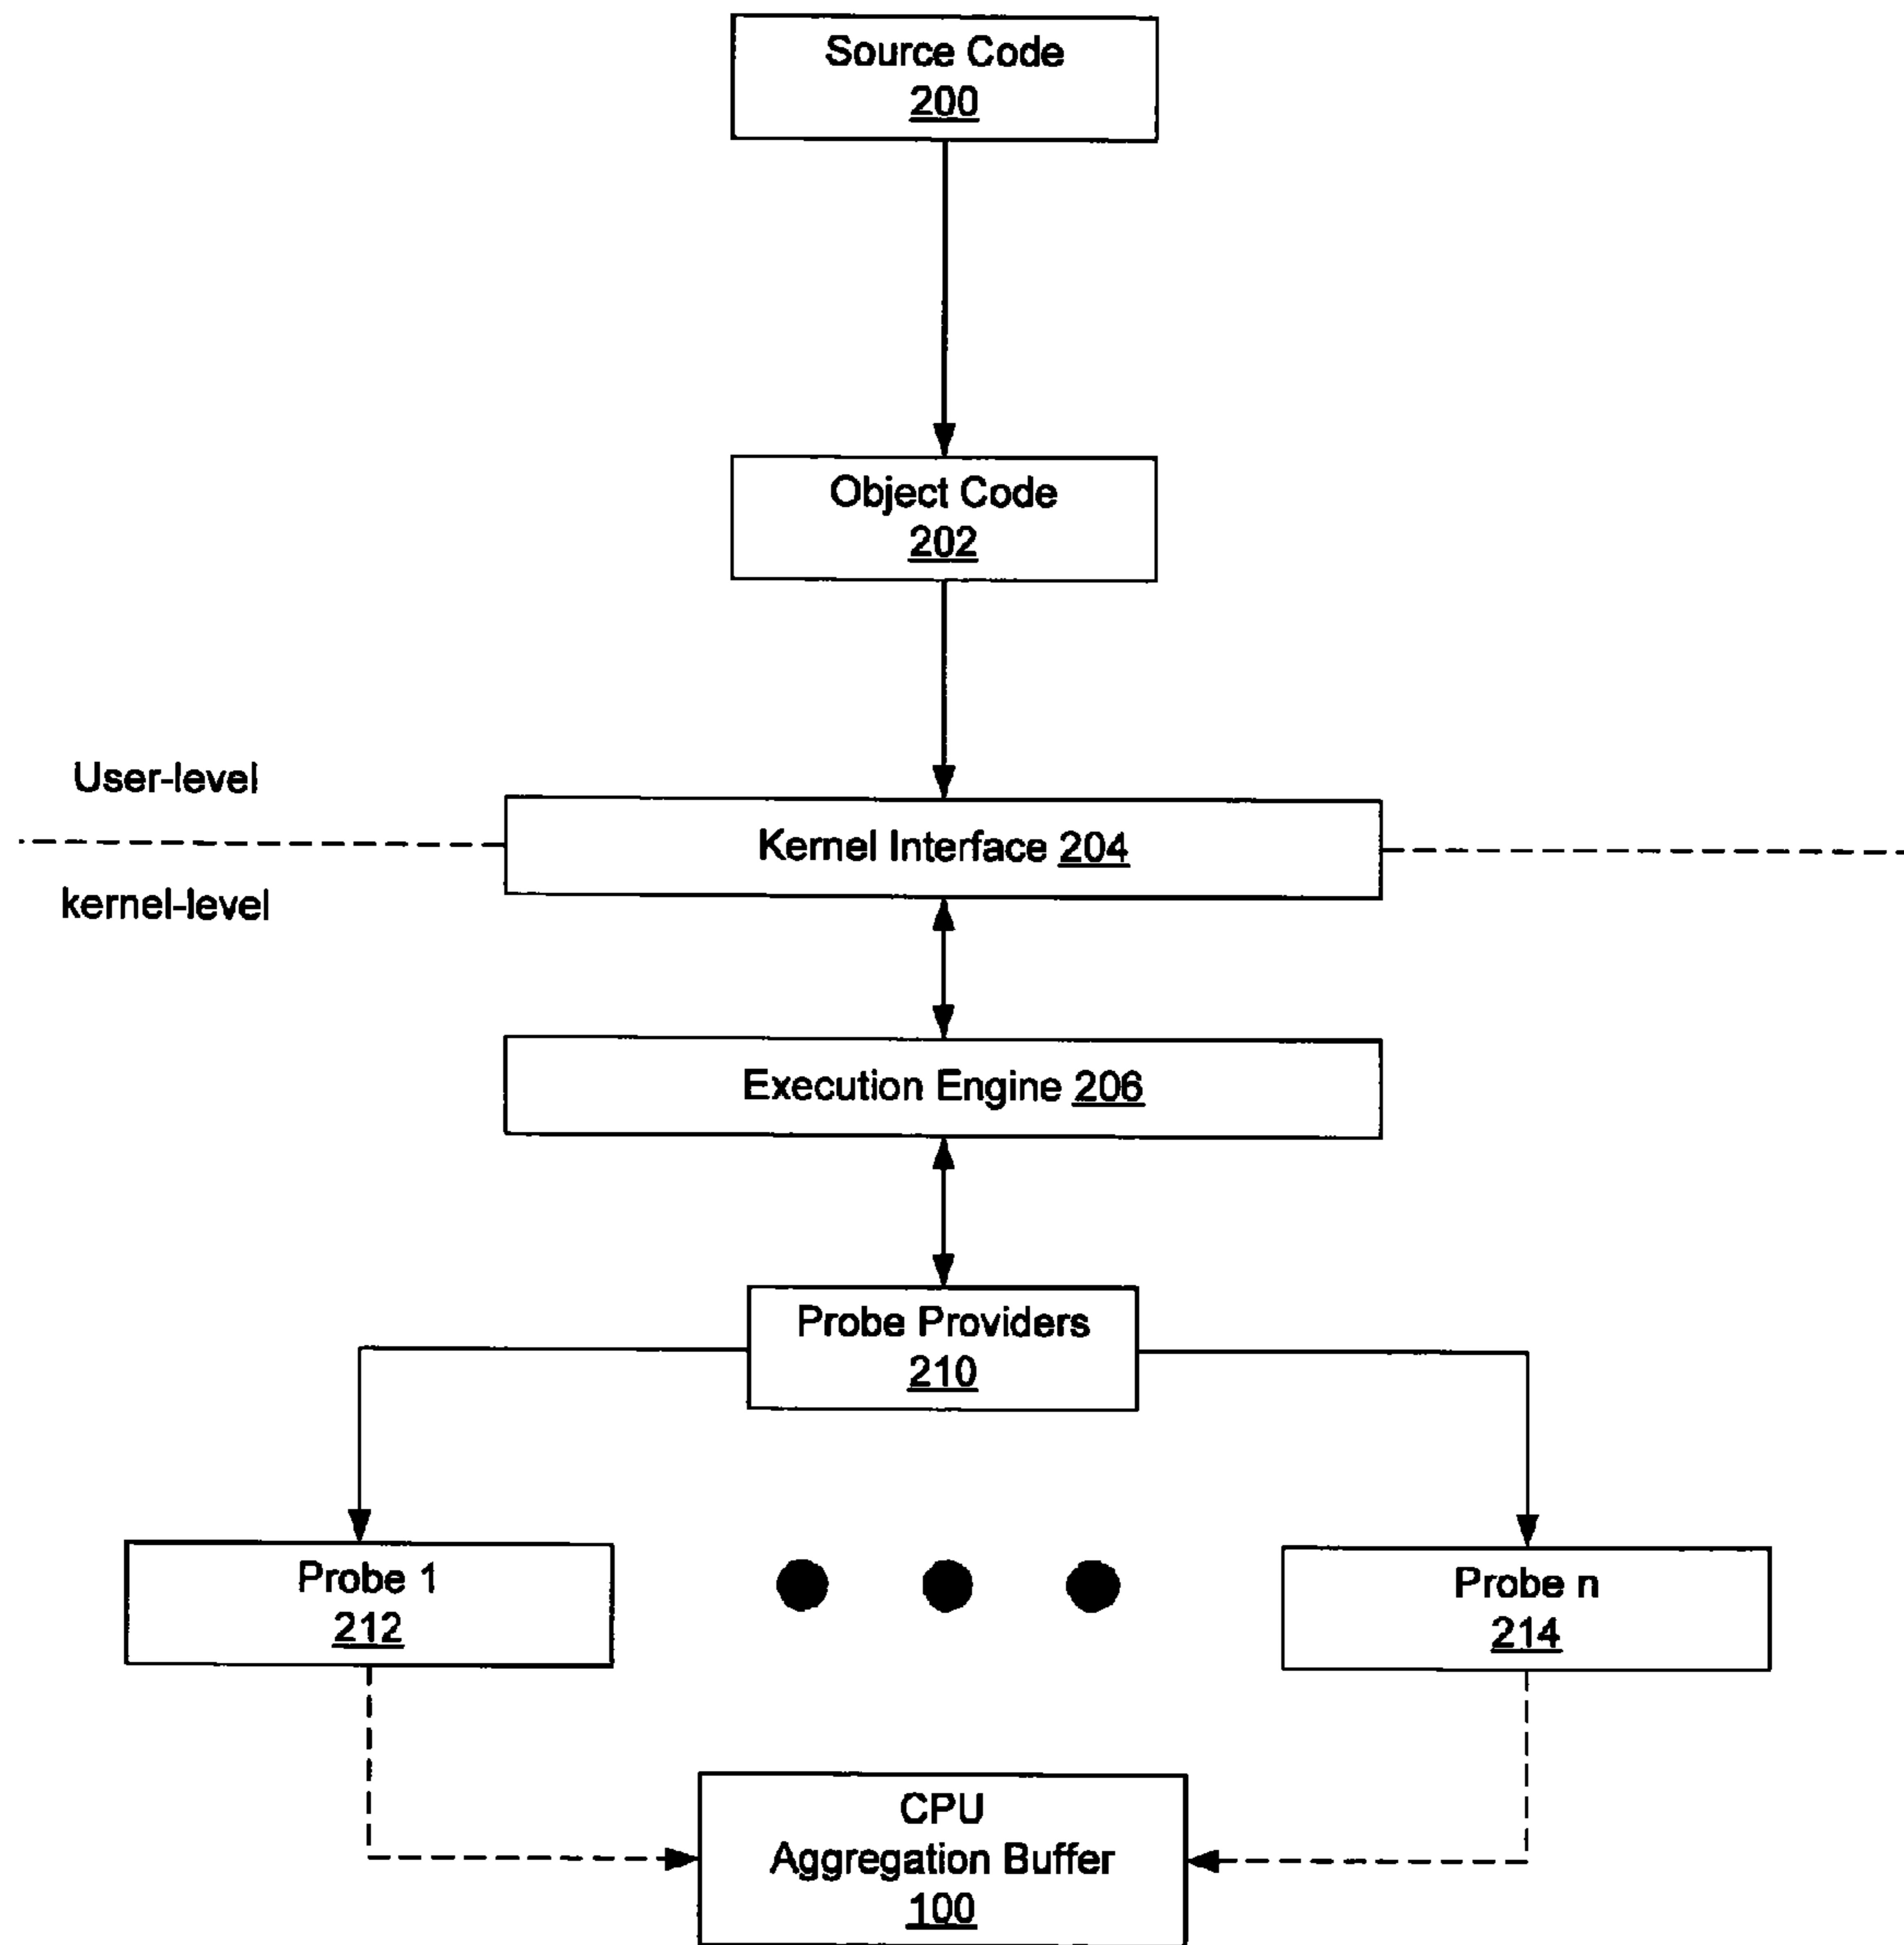 Source Code
200
Object Code
202
User-level
Kernel Interface 204
kernel-level
Execution Engine 206
Probe Providers
210
Probe 1
212
Probe n
214
CPU
Aggregation Buffer
100